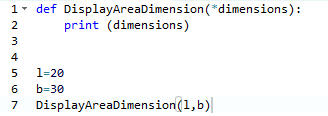 1 def DisplayAreaDimension(*dimensions):
2     print (dimensions)
3
4
5 l=20
6 b=30
7 DisplayAreaDimension(l,b)